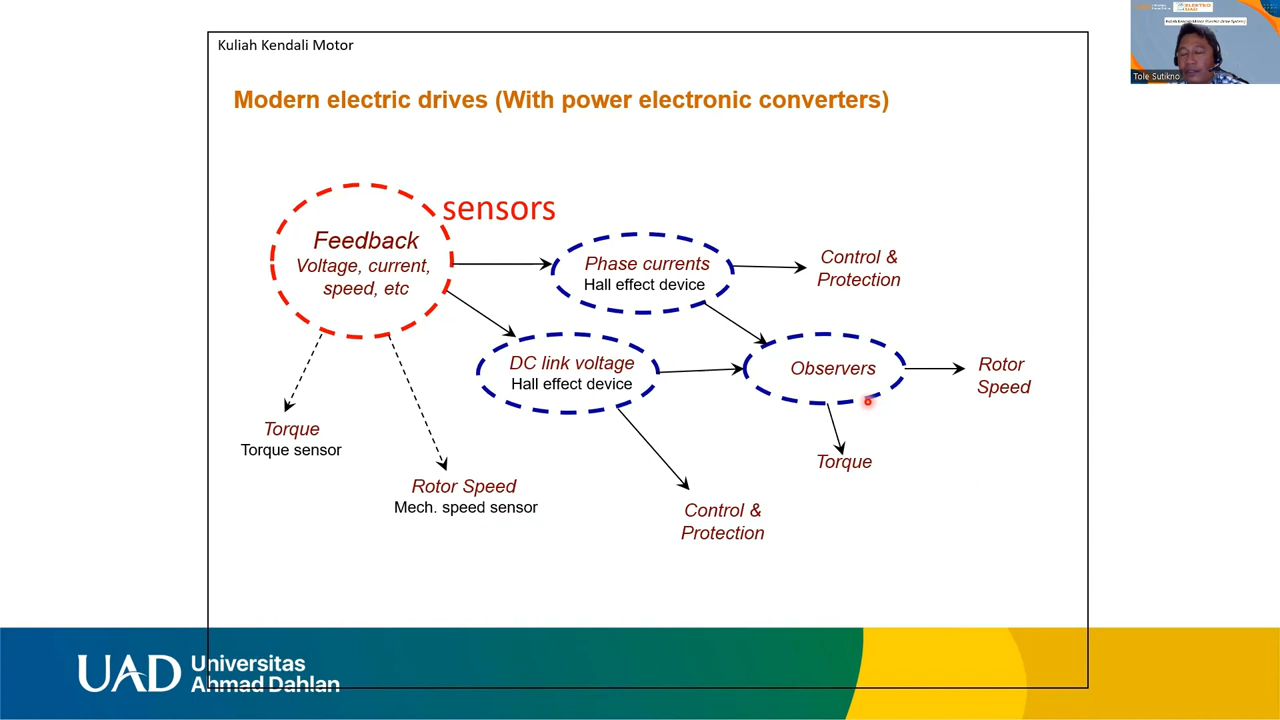 Kuliah Kendali Motor
Modern electric drives (With power electronic converters)
sensors
Feedback
Voltage, current,
speed, etc
Phase currents
Hall effect device
Control &
Protection
DC link voltage
Hall effect device
Observers
Rotor
Speed
Torque
Torque sensor
Rotor Speed
Mech. speed sensor
Torque
Control &
Protection
UAD
Universitas
Ahmad Dahlan
Tole Sutikno